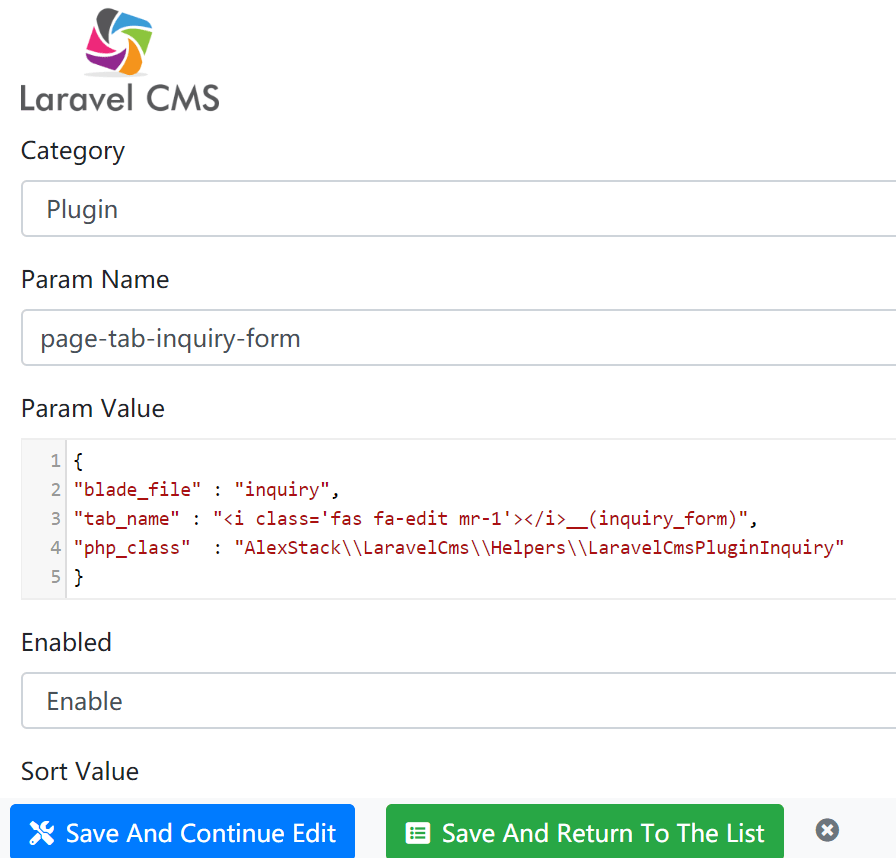 Laravel CMS
Category
Plugin
Param Name
page-tab-inquiry-form
Param Value
1 {
2 "blade_file" : "inquiry",
3 "tab_name" : "<i class='fas fa-edit mr-1'></i>__(inquiry_form)",
4 "php_class"  : "AlexStack\\LaravelCms\\Helpers\\LaravelCmsPluginInquiry"
5 }
Enabled
Enable
Sort Value
Save And Continue Edit
Save And Return To The List